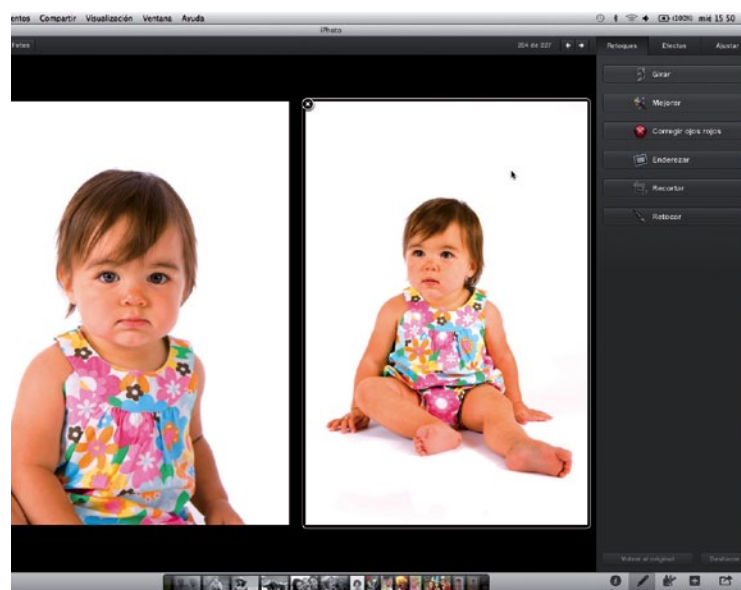 entos Compartir Visualización Ventana Ayuda (100%) mié 15 50
iPhoto
Fotos 204 de 227 Retoques Efectos Ajustar
Girar
Mejorar
Corregir ojos rojos
Enderezar
Recortar
Retocar
Volver al original Deshacer